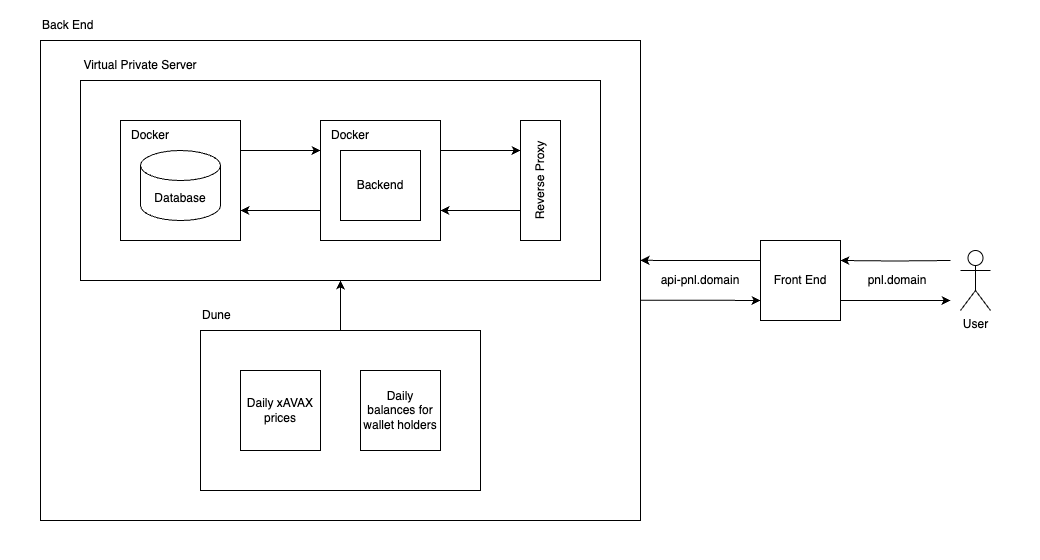 Back End
Virtual Private Server
Docker
Database
Docker
Backend
Reverse Proxy
api-pnl.domain
Front End
pnl.domain
User
Dune
Daily xAVAX
prices
Daily
balances for
wallet holders